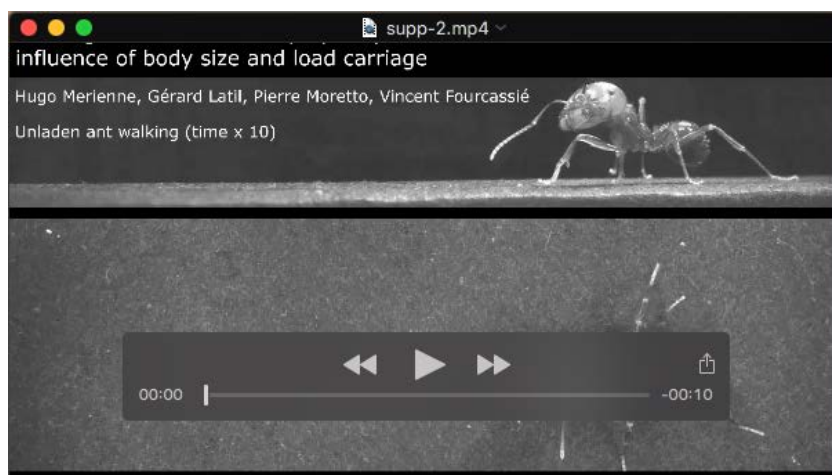 supp-2.mp4
influence of body size and load carriage
Hugo Merienne, Gérard Latil, Pierre Moretto, Vincent Fourcassié
Unladen ant walking (time x 10)
00:00
-00:10